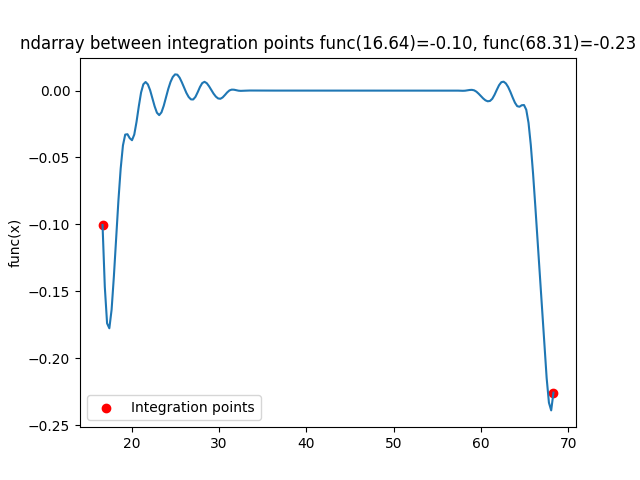 ndarray between integration points func(16.64)=-0.10, func(68.31)=-0.23
0.00
−0.05
−0.10
−0.15
−0.20
−0.25
func(x)
Integration points
20 30 40 50 60 70